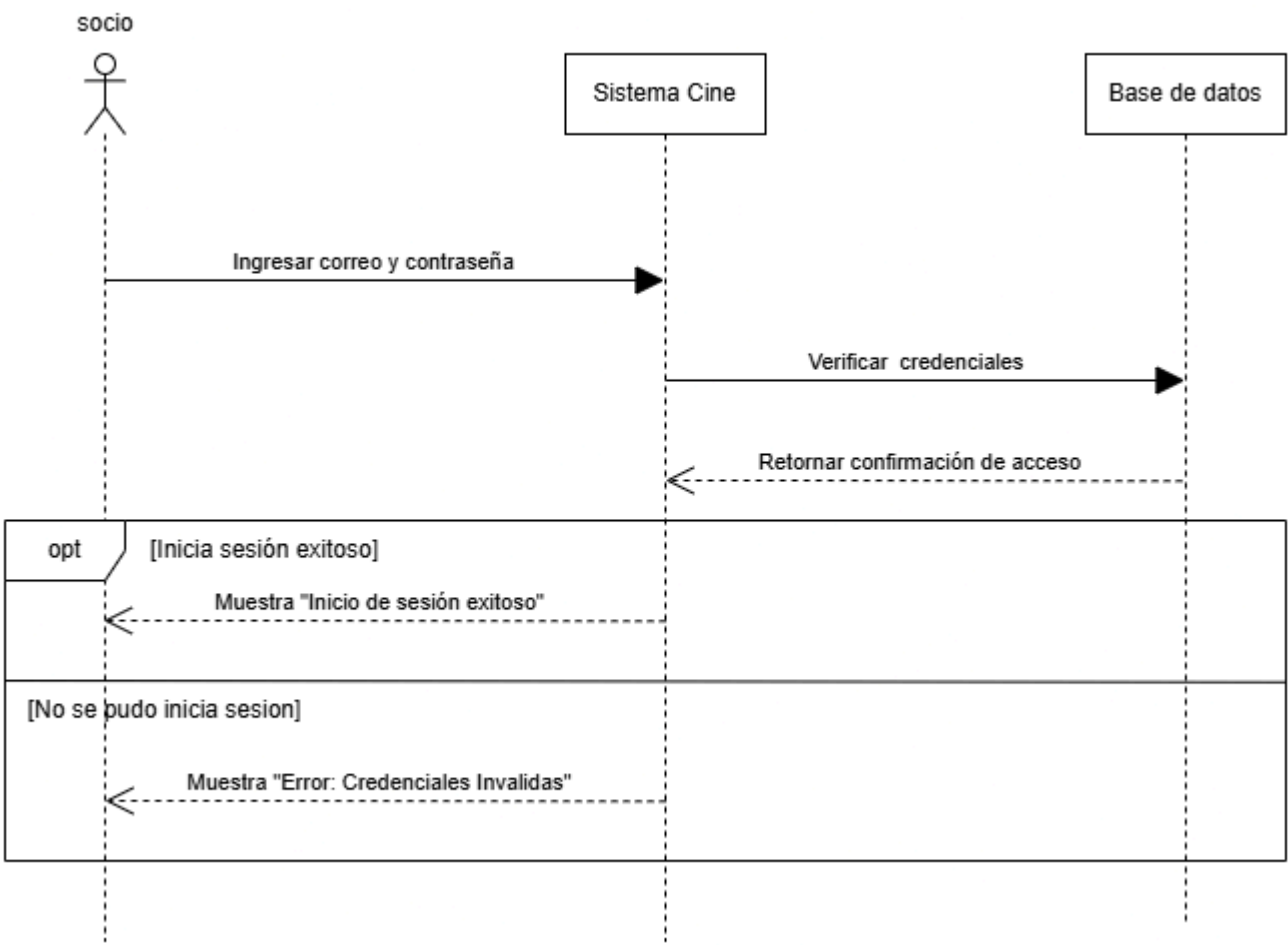 socio
Sistema Cine
Base de datos
Ingresar correo y contraseña
Verificar credenciales
Retornar confirmación de acceso
opt
[Inicia sesión exitoso]
Muestra "Inicio de sesión exitoso"
[No se pudo inicia sesion]
Muestra "Error: Credenciales Invalidas"